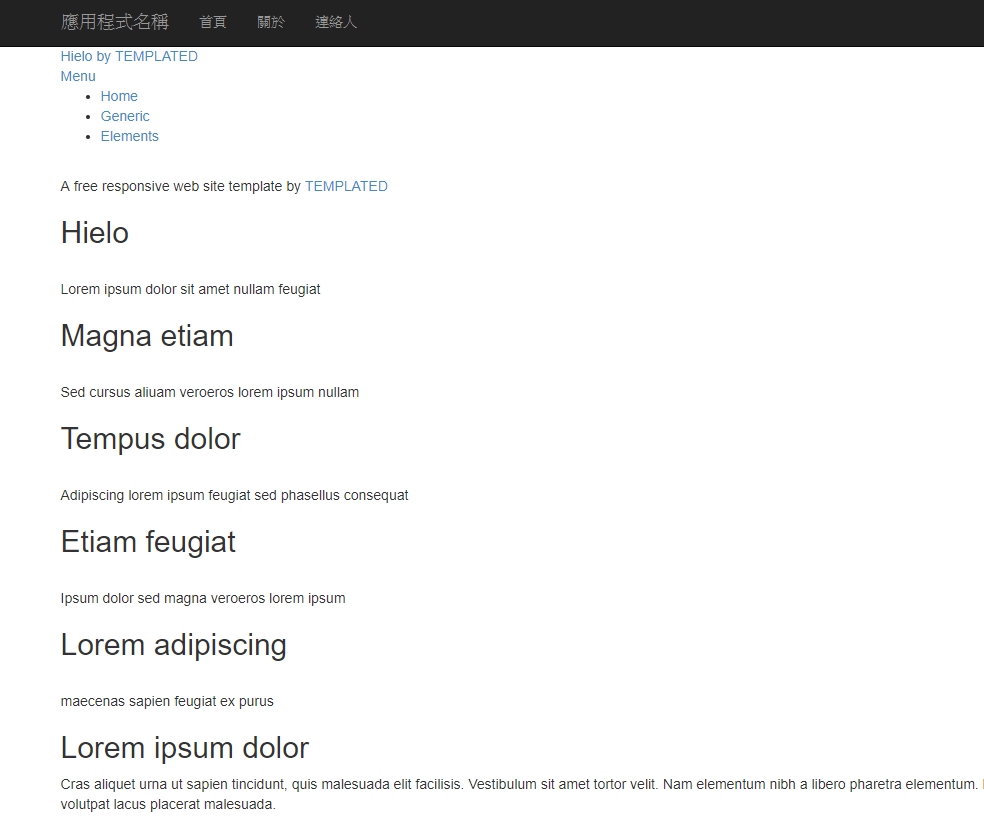 應用程式名稱 首頁 關於 連絡人
Hielo by TEMPLATED
Menu
Home
Generic
Elements
A free responsive web site template by TEMPLATED
Hielo
Lorem ipsum dolor sit amet nullam feugiat
Magna etiam
Sed cursus aliuam veroeros lorem ipsum nullam
Tempus dolor
Adipiscing lorem ipsum feugiat sed phasellus consequat
Etiam feugiat
Ipsum dolor sed magna veroeros lorem ipsum
Lorem adipiscing
maecenas sapien feugiat ex purus
Lorem ipsum dolor
Cras aliquet urna ut sapien tincidunt, quis malesuada elit facilisis. Vestibulum sit amet tortor velit. Nam elementum nibh a libero pharetra elementum.
volutpat lacus placerat malesuada.